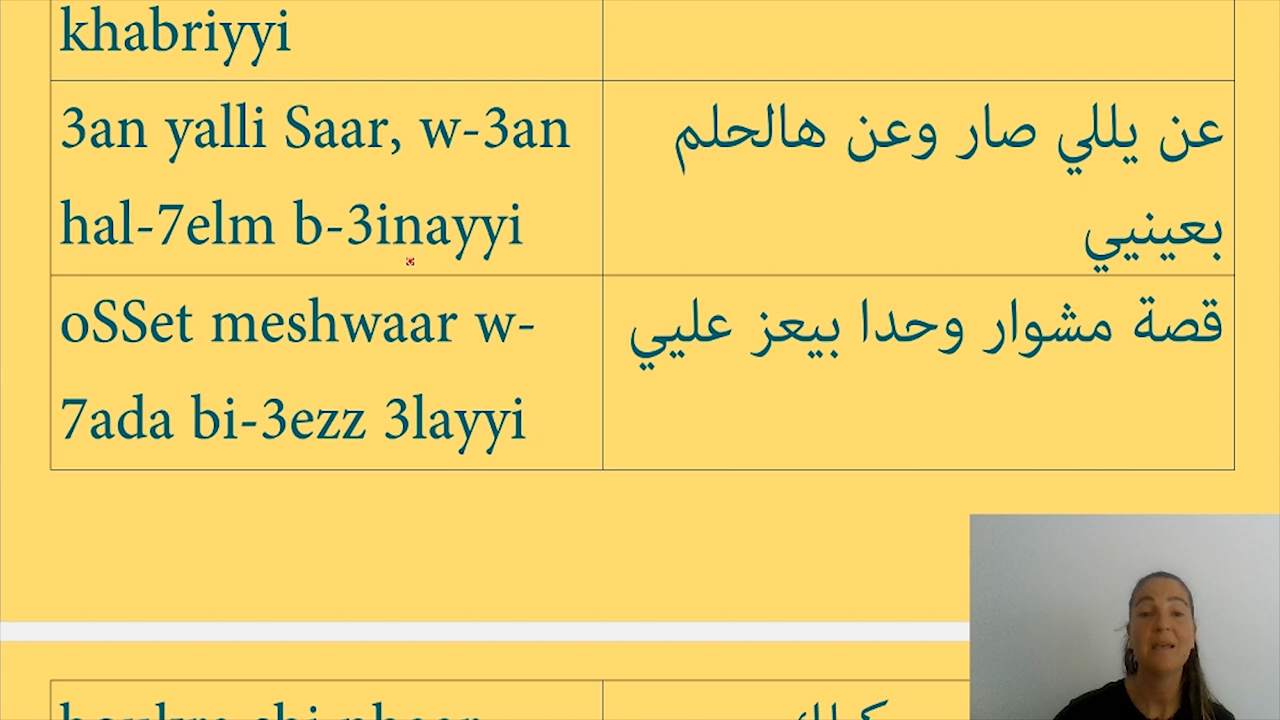 khabriyyi
3an yalli Saar, w-3an
hal-7elm b-3inayyi
عن يللي صار وعن هالحلم
بعينيي
oSSet meshwaar w-
7ada bi-3ezz 3layyi
قصة مشوار وحدا بيعز عليي